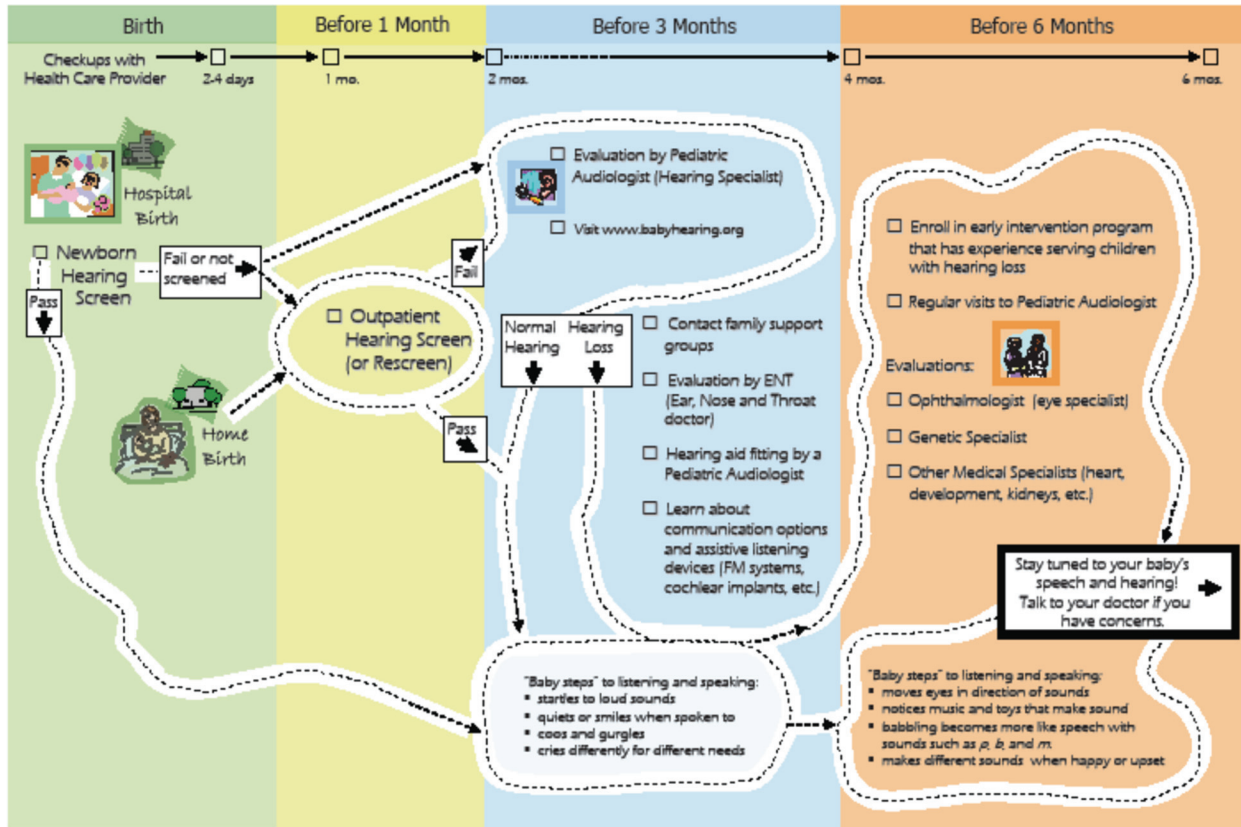 Birth
Before 1 Month
Before 3 Months
Before 6 Months
Checkups with
Health Care Provider
2-4 days
1 mo.
2 mos.
4 mos.
6 mos.
Hospital
Birth
Newborn
Hearing
Screen
Fail or not
screened
Pass
Home
Birth
Outpatient
Hearing Screen
(or Rescreen)
Fail
Pass
Evaluation by Pediatric
Audiologist (Hearing Specialist)
Visit www.babyhearing.org
Normal
Hearing
Hearing
Loss
Contact family support
groups
Evaluation by ENT
(Ear, Nose and Throat
doctor)
Hearing aid fitting by a
Pediatric Audiologist
Learn about
communication options
and assistive listening
devices (FM systems,
cochlear implants, etc.)
"Baby steps" to listening and speaking:
▪ startles to loud sounds
▪ quiets or smiles when spoken to
▪ coos and gurgles
▪ cries differently for different needs
Enroll in early intervention program
that has experience serving children
with hearing loss
Regular visits to Pediatric Audiologist
Evaluations:
Ophthalmologist (eye specialist)
Genetic Specialist
Other Medical Specialists (heart,
development, kidneys, etc.)
Stay tuned to your baby's
speech and hearing!
Talk to your doctor if you
have concerns.
"Baby steps" to listening and speaking:
▪ moves eyes in direction of sounds
▪ notices music and toys that make sound
▪ babbling becomes more like speech with
sounds such as p, b, and m.
▪ makes different sounds when happy or upset